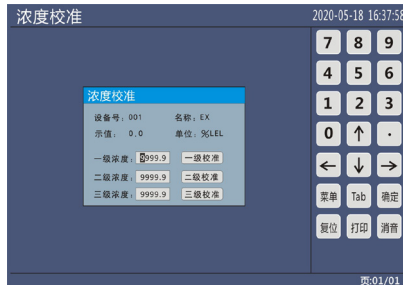 浓度校准
2020-05-18 16:37:58
7 8 9
4 5 6
1 2 3
0 ↑ ·
← ↓ →
菜单 Tab 确定
复位 打印 消音
浓度校准
设备号：001 名称：EX
示值： 0.0 单位：%LEL
一级浓度：9999.9 一级校准
二级浓度：9999.9 二级校准
三级浓度：9999.9 三级校准
页:01/01